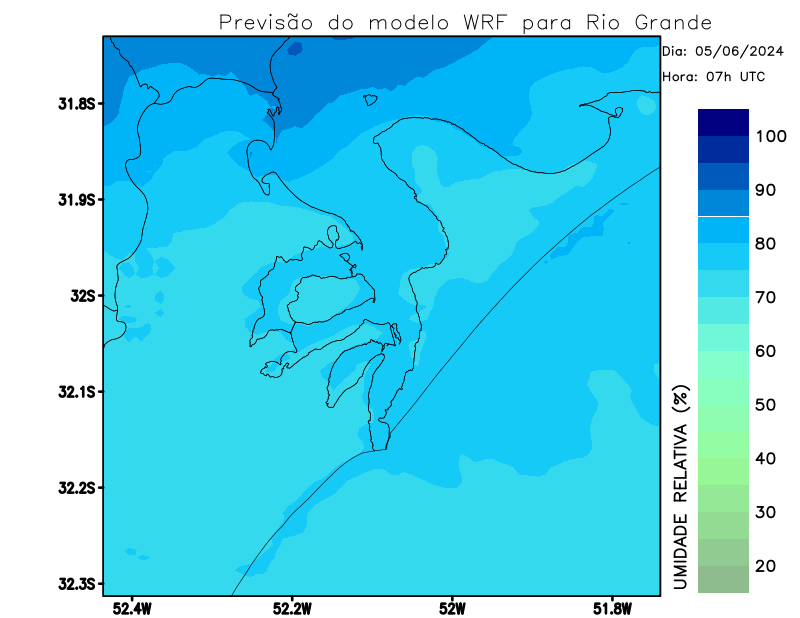 Previsão do modelo WRF para Rio Grande
Dia: 05/06/2024
Hora: 07h UTC
31.8S
31.9S
32S
32.1S
32.2S
32.3S
52.4W
52.2W
52W
51.8W
UMIDADE RELATIVA (%)
100
90
80
70
60
50
40
30
20